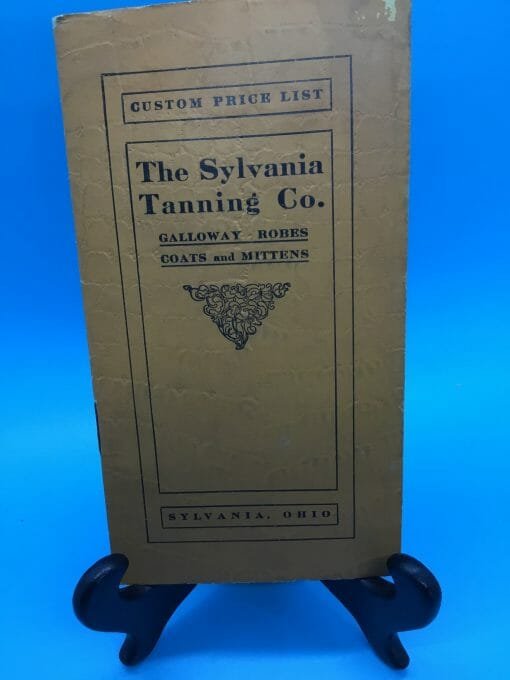 CUSTOM PRICE LIST
The Sylvania
Tanning Co.
GALLOWAY ROBES
COATS and MITTENS
SYLVANIA, OHIO